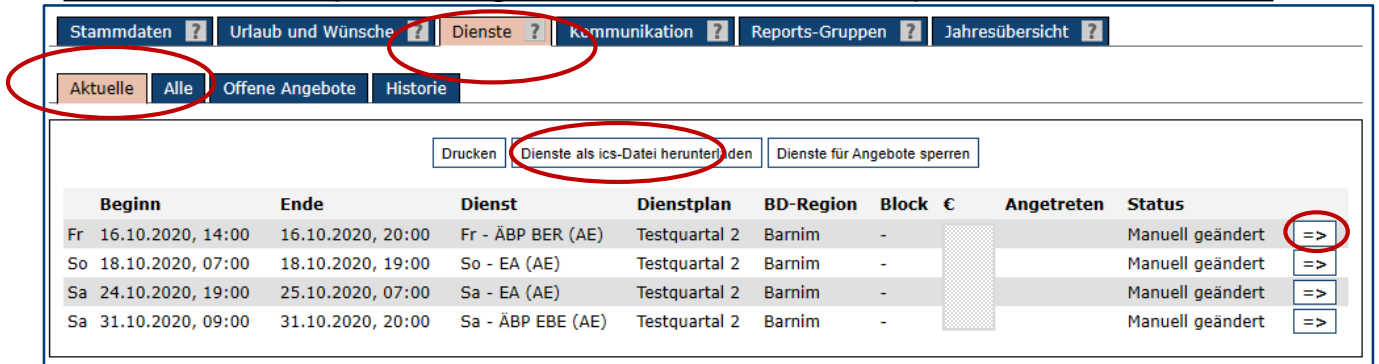 Stammdaten ? Urlaub und Wünsche ? Dienste ? Kommunikation ? Reports-Gruppen ? Jahresübersicht ?
Aktuelle Alle Offene Angebote Historie
Drucken Dienste als ics-Datei herunterladen Dienste für Angebote sperren
Beginn Ende Dienst Dienstplan BD-Region Block € Angetreten Status
Fr 16.10.2020, 14:00 16.10.2020, 20:00 Fr - ÄBP BER (AE) Testquartal 2 Barnim - Manuell geändert =>
So 18.10.2020, 07:00 18.10.2020, 19:00 So - EA (AE) Testquartal 2 Barnim - Manuell geändert =>
Sa 24.10.2020, 19:00 25.10.2020, 07:00 Sa - EA (AE) Testquartal 2 Barnim - Manuell geändert =>
Sa 31.10.2020, 09:00 31.10.2020, 20:00 Sa - ÄBP EBE (AE) Testquartal 2 Barnim - Manuell geändert =>